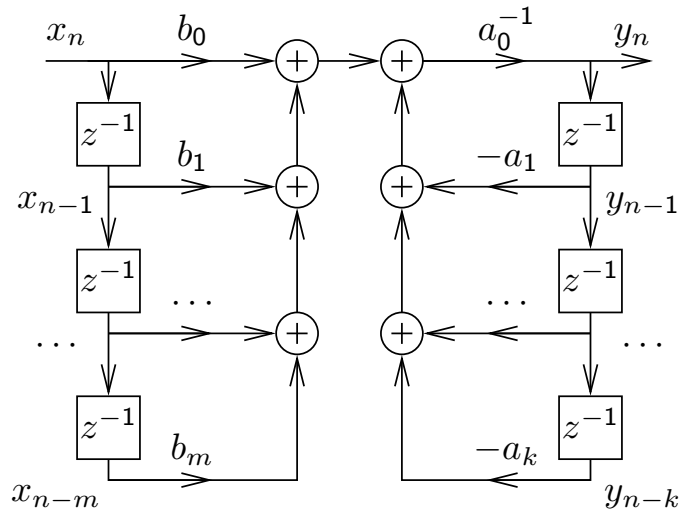 x_n b_0 + + a_0^{-1} y_n
z^{-1} z^{-1}
b_1 + + -a_1
x_{n-1} y_{n-1}
z^{-1} z^{-1}
... ...
... + + ...
z^{-1} z^{-1}
b_m -a_k
x_{n-m} y_{n-k}